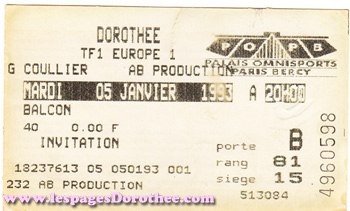 DOROTHEE
TF1 EUROPE 1
G COULLIER AB PRODUCTION
POPB
PALAIS OMNISPORTS
PARIS BERCY
MARDI 05 JANVIER 1993 A 20H00
BALCON
40 0.00 F
INVITATION
porte B
rang 81
siege 15
18237613 05 050193 001
232 AB PRODUCTION
513084
4960598
www.lespagesDorothee.com